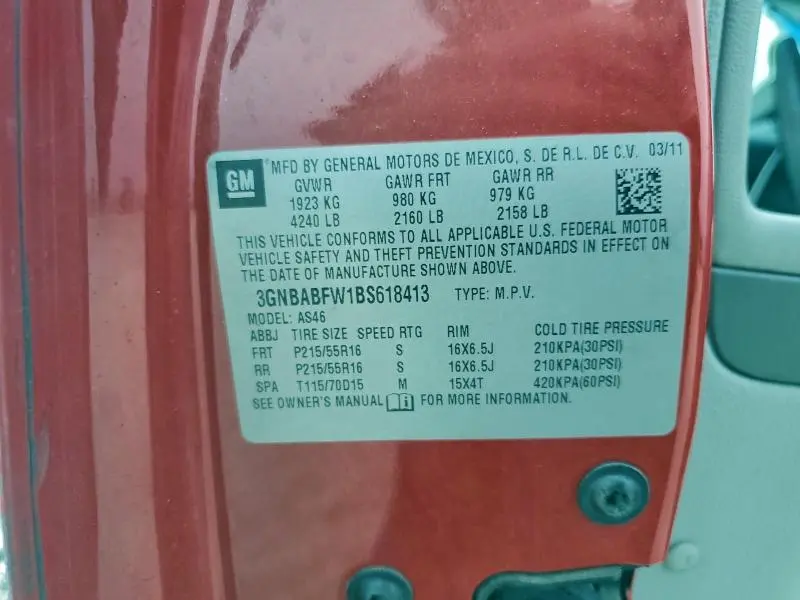 GM
MFD BY GENERAL MOTORS DE MEXICO, S. DE R.L. DE C.V. 03/11
GVWR GAWR FRT GAWR RR
1923 KG 980 KG 979 KG
4240 LB 2160 LB 2158 LB
THIS VEHICLE CONFORMS TO ALL APPLICABLE U.S. FEDERAL MOTOR
VEHICLE SAFETY AND THEFT PREVENTION STANDARDS IN EFFECT ON
THE DATE OF MANUFACTURE SHOWN ABOVE.
3GNBABFW1BS618413 TYPE: M.P.V.
MODEL: AS46
ABBJ TIRE SIZE SPEED RTG RIM COLD TIRE PRESSURE
FRT P215/55R16 S 16X6.5J 210KPA(30PSI)
RR P215/55R16 S 16X6.5J 210KPA(30PSI)
SPA T115/70D15 M 15X4T 420KPA(60PSI)
SEE OWNER'S MANUAL i FOR MORE INFORMATION.